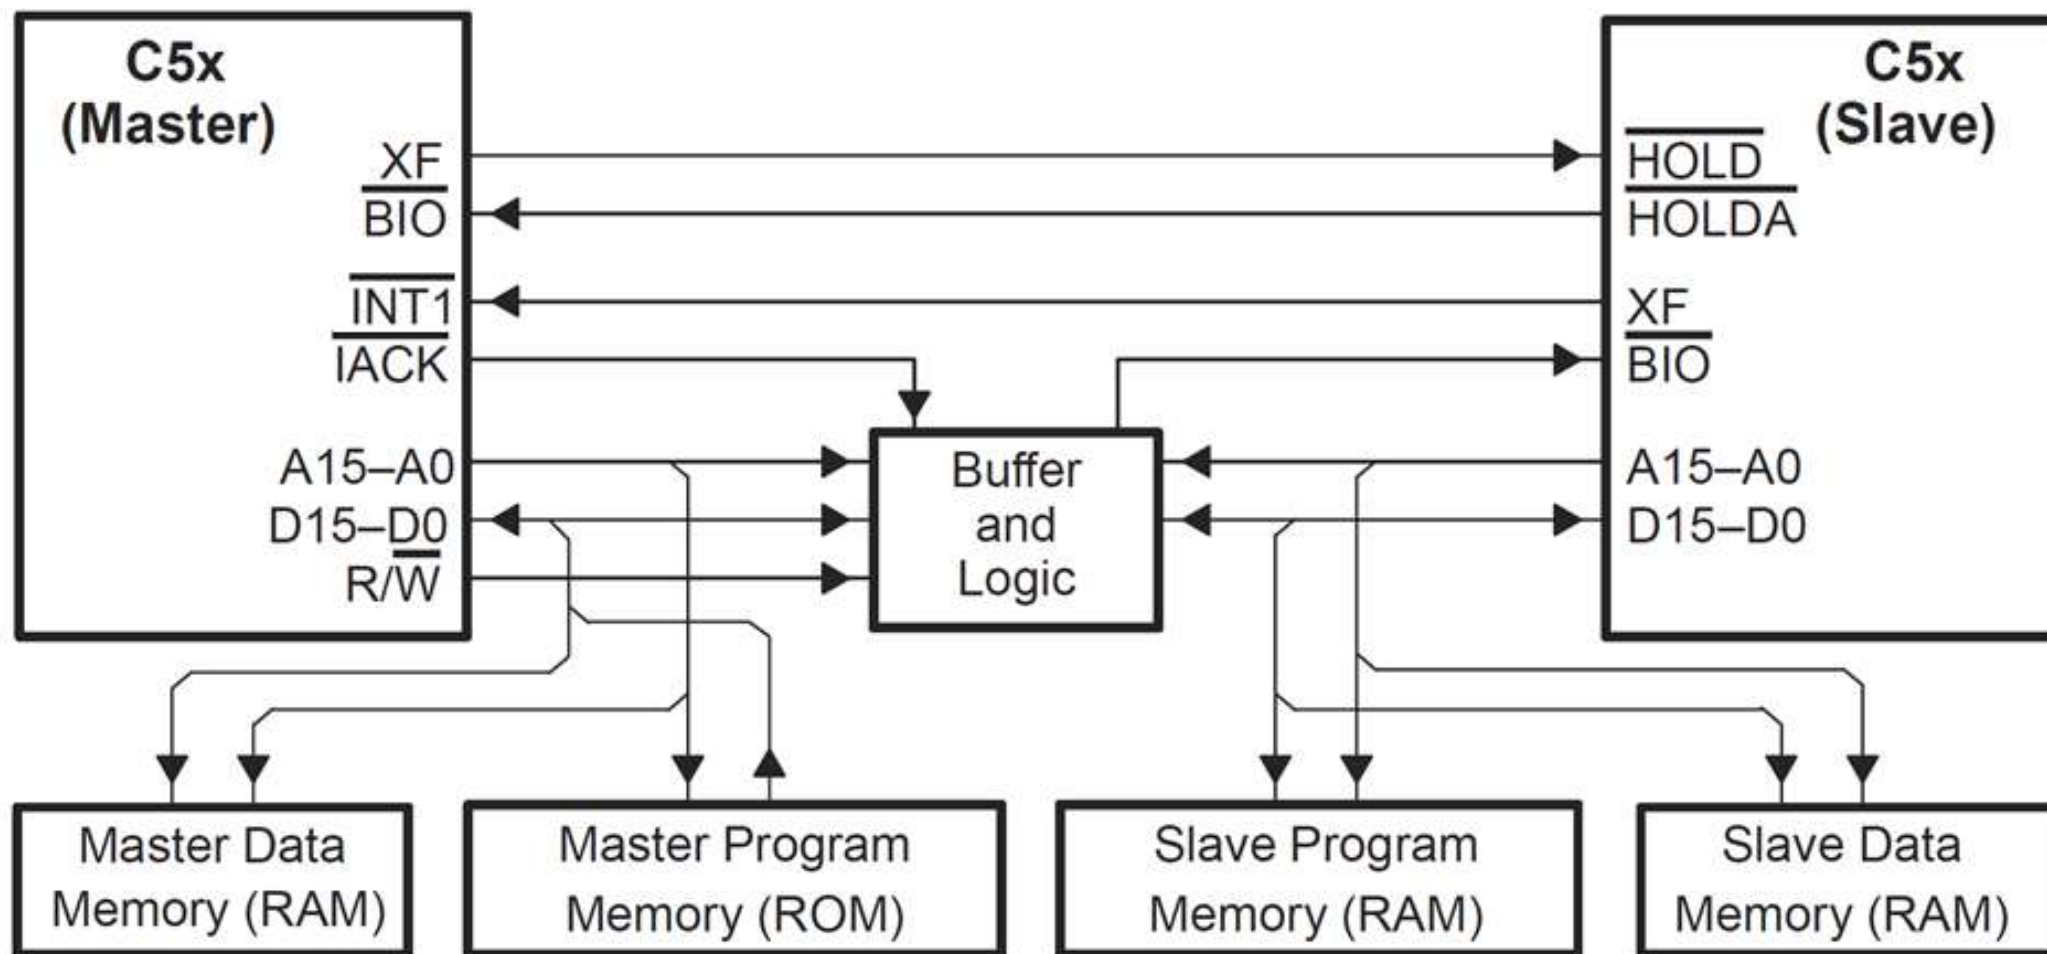 C5x
(Master)
XF
BIO
INT1
IACK
A15–A0
D15–D0
R/W
C5x
(Slave)
HOLD
HOLDA
XF
BIO
A15–A0
D15–D0
Buffer
and
Logic
Master Data
Memory (RAM)
Master Program
Memory (ROM)
Slave Program
Memory (RAM)
Slave Data
Memory (RAM)